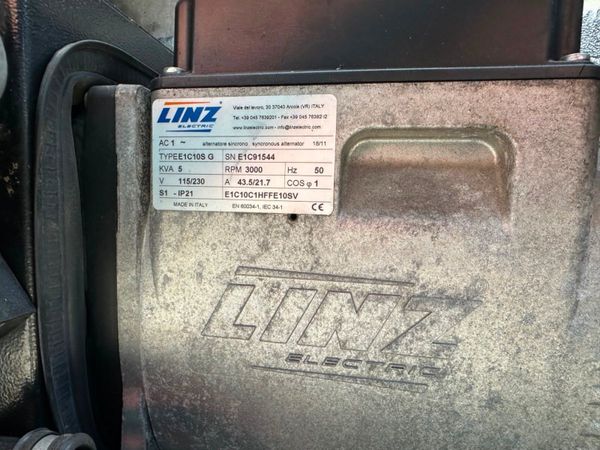 LINZ
ELECTRIC
Viale del lavoro, 30 37040 Arcole (VR) ITALY
Tel. +39 045 7639201 - Fax +39 045
www.linzelectric.com - info@linzelectric.com
AC 1 ~ alternatore sincrono syncronous alternator 18/11
TYPE E1C10S G SN E1C91544
KVA 5 RPM 3000 Hz 50
V 115/230 A 43.5/21.7 COS φ 1
S1 - IP21 E1C10C1HFFE10SV
MADE IN ITALY EN 60034-1, IEC 34-1
LINZ
ELECTRIC